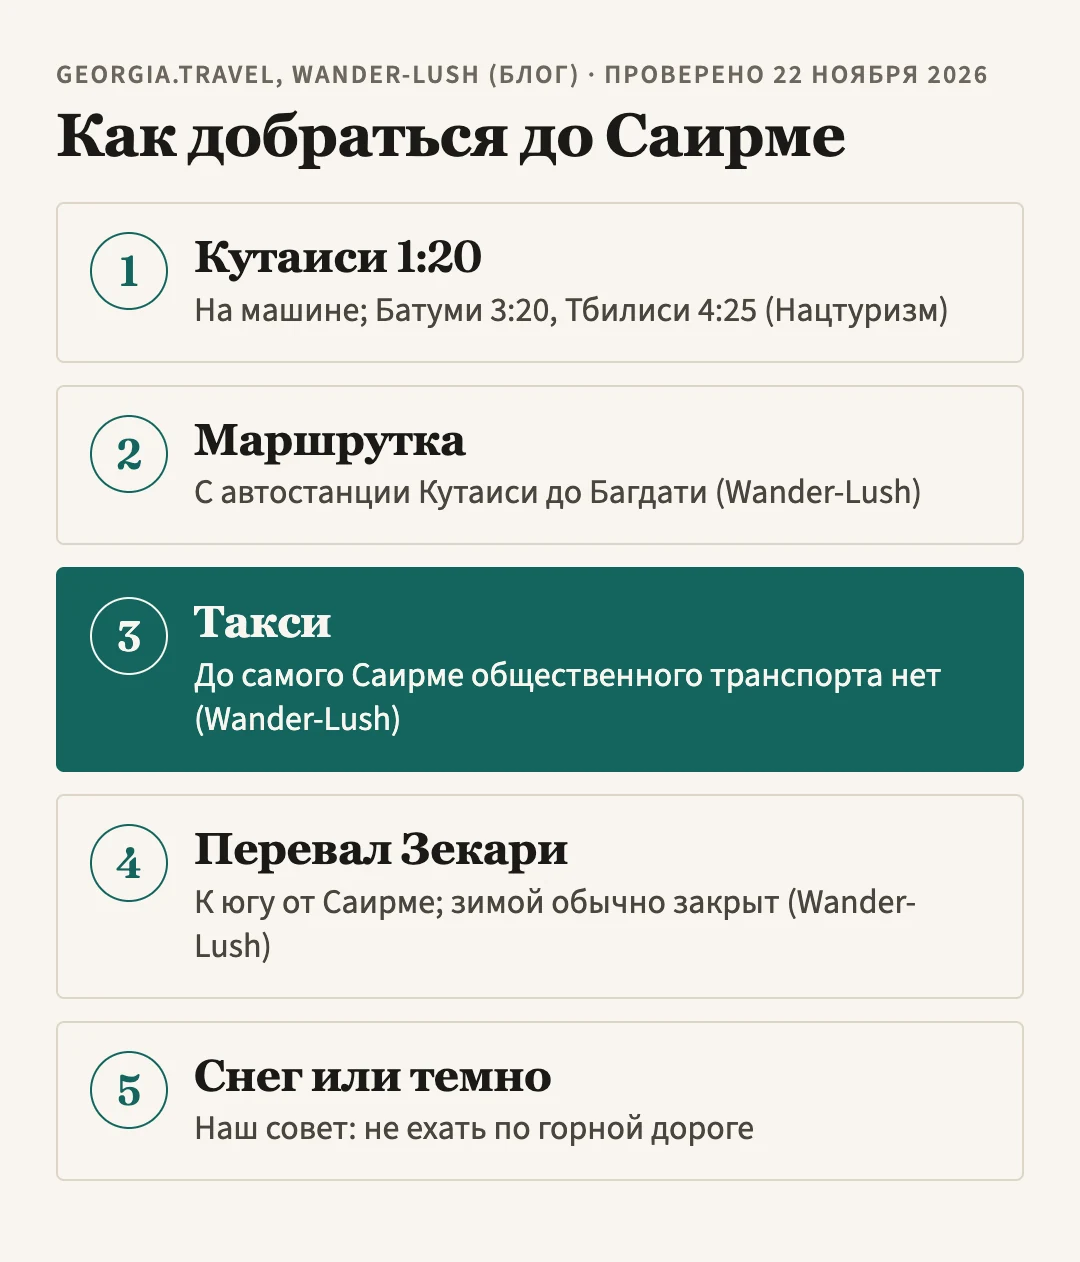 GEORGIA.TRAVEL, WANDER-LUSH (БЛОГ) · ПРОВЕРЕНО 22 НОЯБРЯ 2026
Как добраться до Саирме
1
Кутаиси 1:20
На машине; Батуми 3:20, Тбилиси 4:25 (Нацтуризм)
2
Маршрутка
С автостанции Кутаиси до Багдати (Wander-Lush)
3
Такси
До самого Саирме общественного транспорта нет
(Wander-Lush)
4
Перевал Зекари
К югу от Саирме; зимой обычно закрыт (Wander-
Lush)
5
Снег или темно
Наш совет: не ехать по горной дороге